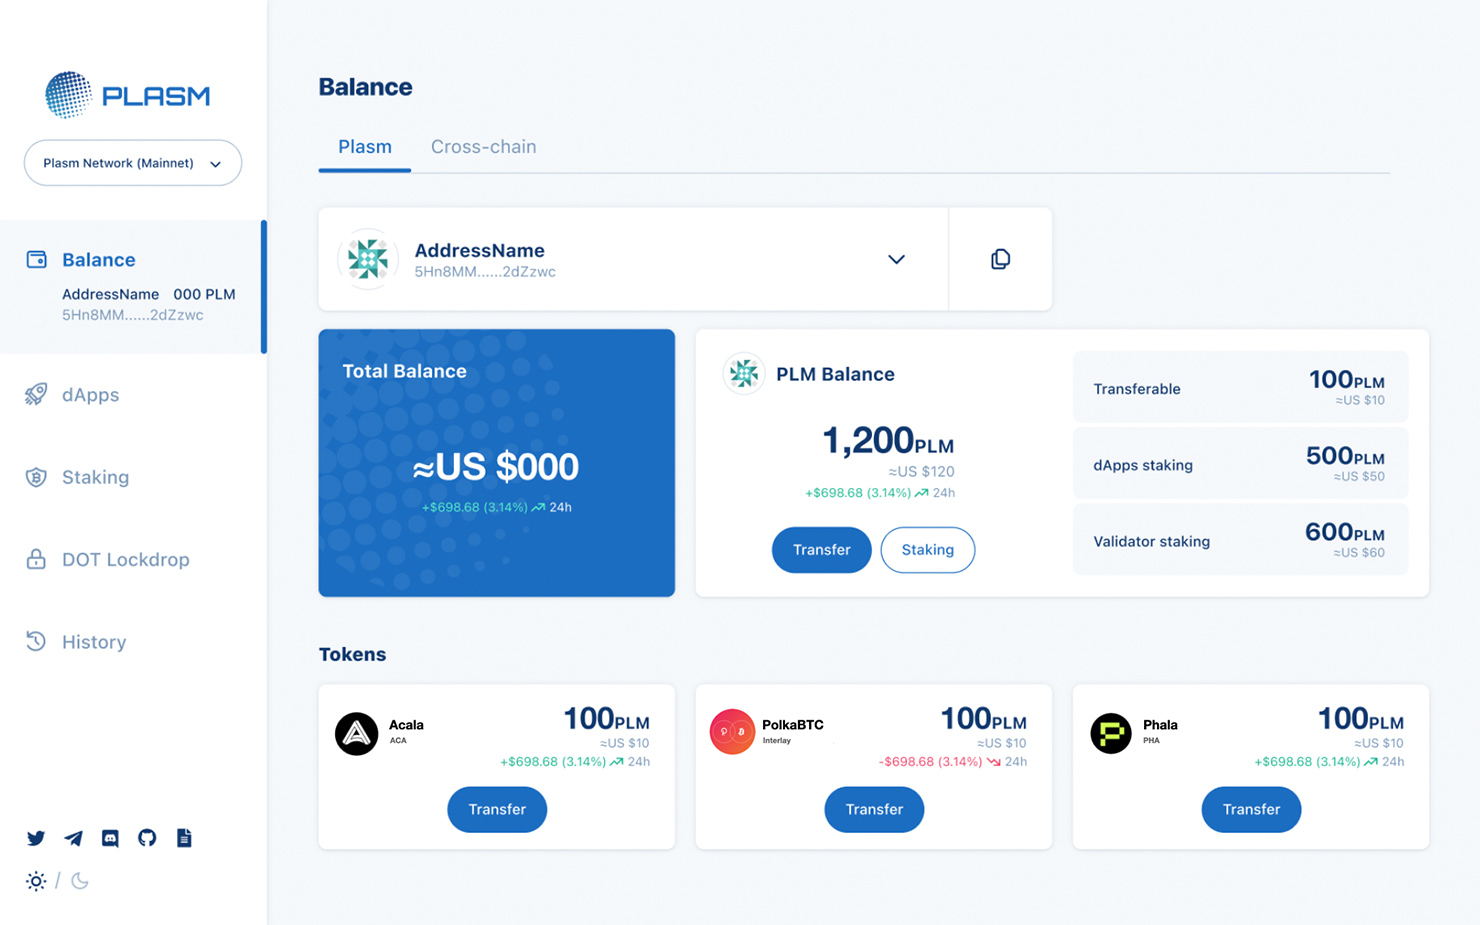 PLASM
Plasm Network (Mainnet)
Balance
AddressName 000 PLM
5Hn8MM......2dZzwc
dApps
Staking
DOT Lockdrop
History
/
Balance
Plasm Cross-chain
AddressName
5Hn8MM......2dZzwc
Total Balance
≈US $000
+$698.68 (3.14%) 24h
PLM Balance
1,200PLM
≈US $120
+$698.68 (3.14%) 24h
Transfer Staking
Transferable 100PLM
≈US $10
dApps staking 500PLM
≈US $50
Validator staking 600PLM
≈US $60
Tokens
Acala
ACA
100PLM
≈US $10
+$698.68 (3.14%) 24h
Transfer
PolkaBTC
Interlay
100PLM
≈US $10
-$698.68 (3.14%) 24h
Transfer
Phala
PHA
100PLM
≈US $10
+$698.68 (3.14%) 24h
Transfer